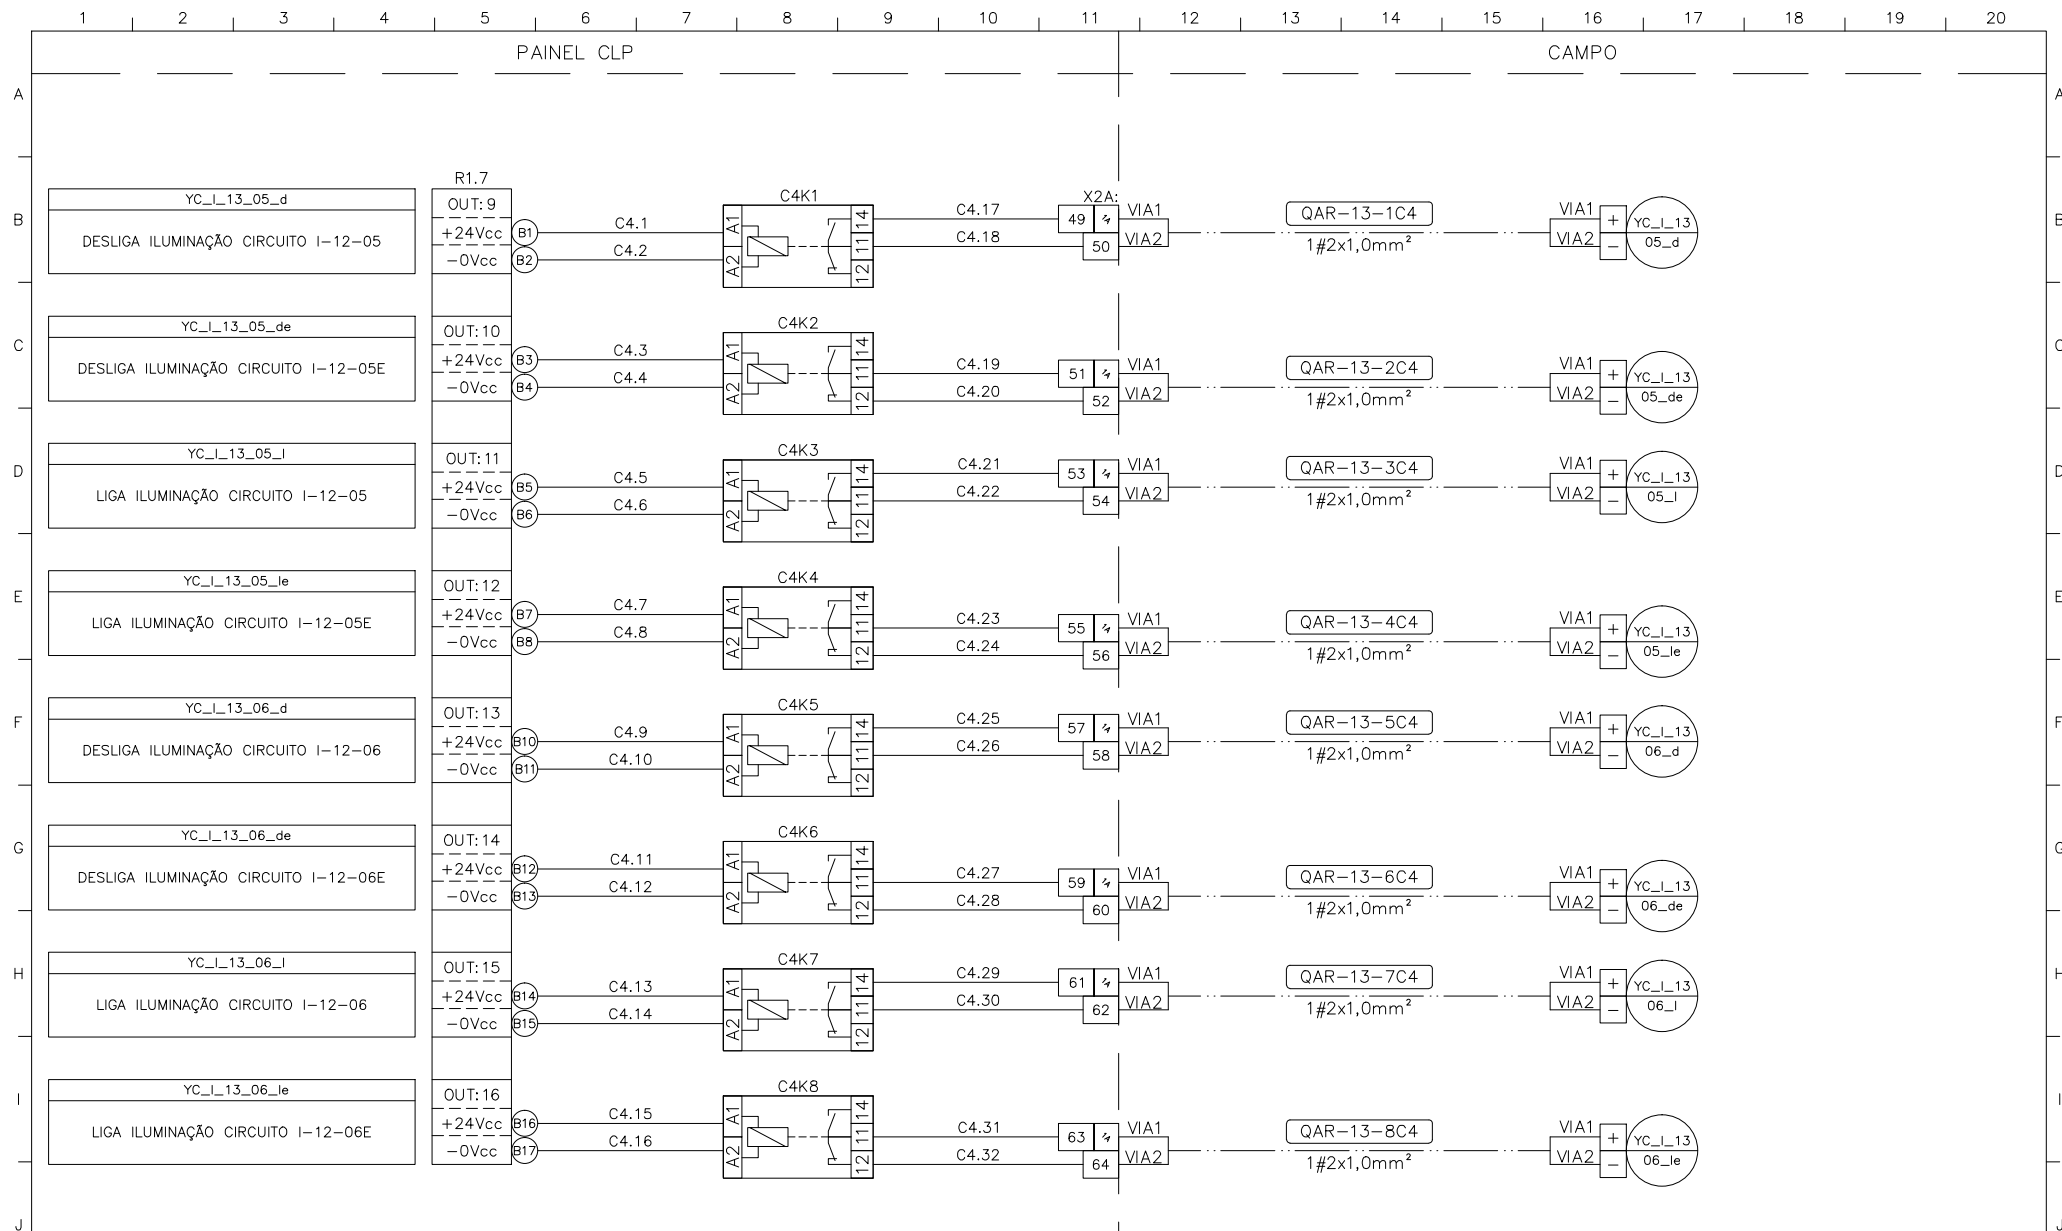 1 2 3 4 5 6 7 8 9 10 11 12 13 14 15 16 17 18 19 20
PAINEL CLP CAMPO
A A
R1.7
B B
YC_I_13_05_d
DESLIGA ILUMINAÇÃO CIRCUITO I-12-05
OUT: 9
+24Vcc B1 C4.1
-0Vcc B2 C4.2
C4K1
A1 A2 14 11 12
C4.17
C4.18
X2A:
49
50
VIA1
VIA2
QAR-13-1C4
1#2x1,0mm²
VIA1 +
VIA2 -
YC_I_13
05_d
C C
YC_I_13_05_de
DESLIGA ILUMINAÇÃO CIRCUITO I-12-05E
OUT: 10
+24Vcc B3 C4.3
-0Vcc B4 C4.4
C4K2
A1 A2 14 11 12
C4.19
C4.20
51
52
VIA1
VIA2
QAR-13-2C4
1#2x1,0mm²
VIA1 +
VIA2 -
YC_I_13
05_de
D D
YC_I_13_05_l
LIGA ILUMINAÇÃO CIRCUITO I-12-05
OUT: 11
+24Vcc B5 C4.5
-0Vcc B6 C4.6
C4K3
A1 A2 14 11 12
C4.21
C4.22
53
54
VIA1
VIA2
QAR-13-3C4
1#2x1,0mm²
VIA1 +
VIA2 -
YC_I_13
05_l
E E
YC_I_13_05_le
LIGA ILUMINAÇÃO CIRCUITO I-12-05E
OUT: 12
+24Vcc B7 C4.7
-0Vcc B8 C4.8
C4K4
A1 A2 14 11 12
C4.23
C4.24
55
56
VIA1
VIA2
QAR-13-4C4
1#2x1,0mm²
VIA1 +
VIA2 -
YC_I_13
05_le
F F
YC_I_13_06_d
DESLIGA ILUMINAÇÃO CIRCUITO I-12-06
OUT: 13
+24Vcc B10 C4.9
-0Vcc B11 C4.10
C4K5
A1 A2 14 11 12
C4.25
C4.26
57
58
VIA1
VIA2
QAR-13-5C4
1#2x1,0mm²
VIA1 +
VIA2 -
YC_I_13
06_d
G G
YC_I_13_06_de
DESLIGA ILUMINAÇÃO CIRCUITO I-12-06E
OUT: 14
+24Vcc B12 C4.11
-0Vcc B13 C4.12
C4K6
A1 A2 14 11 12
C4.27
C4.28
59
60
VIA1
VIA2
QAR-13-6C4
1#2x1,0mm²
VIA1 +
VIA2 -
YC_I_13
06_de
H H
YC_I_13_06_l
LIGA ILUMINAÇÃO CIRCUITO I-12-06
OUT: 15
+24Vcc B14 C4.13
-0Vcc B15 C4.14
C4K7
A1 A2 14 11 12
C4.29
C4.30
61
62
VIA1
VIA2
QAR-13-7C4
1#2x1,0mm²
VIA1 +
VIA2 -
YC_I_13
06_l
I I
YC_I_13_06_le
LIGA ILUMINAÇÃO CIRCUITO I-12-06E
OUT: 16
+24Vcc B16 C4.15
-0Vcc B17 C4.16
C4K8
A1 A2 14 11 12
C4.31
C4.32
63
64
VIA1
VIA2
QAR-13-8C4
1#2x1,0mm²
VIA1 +
VIA2 -
YC_I_13
06_le
J J